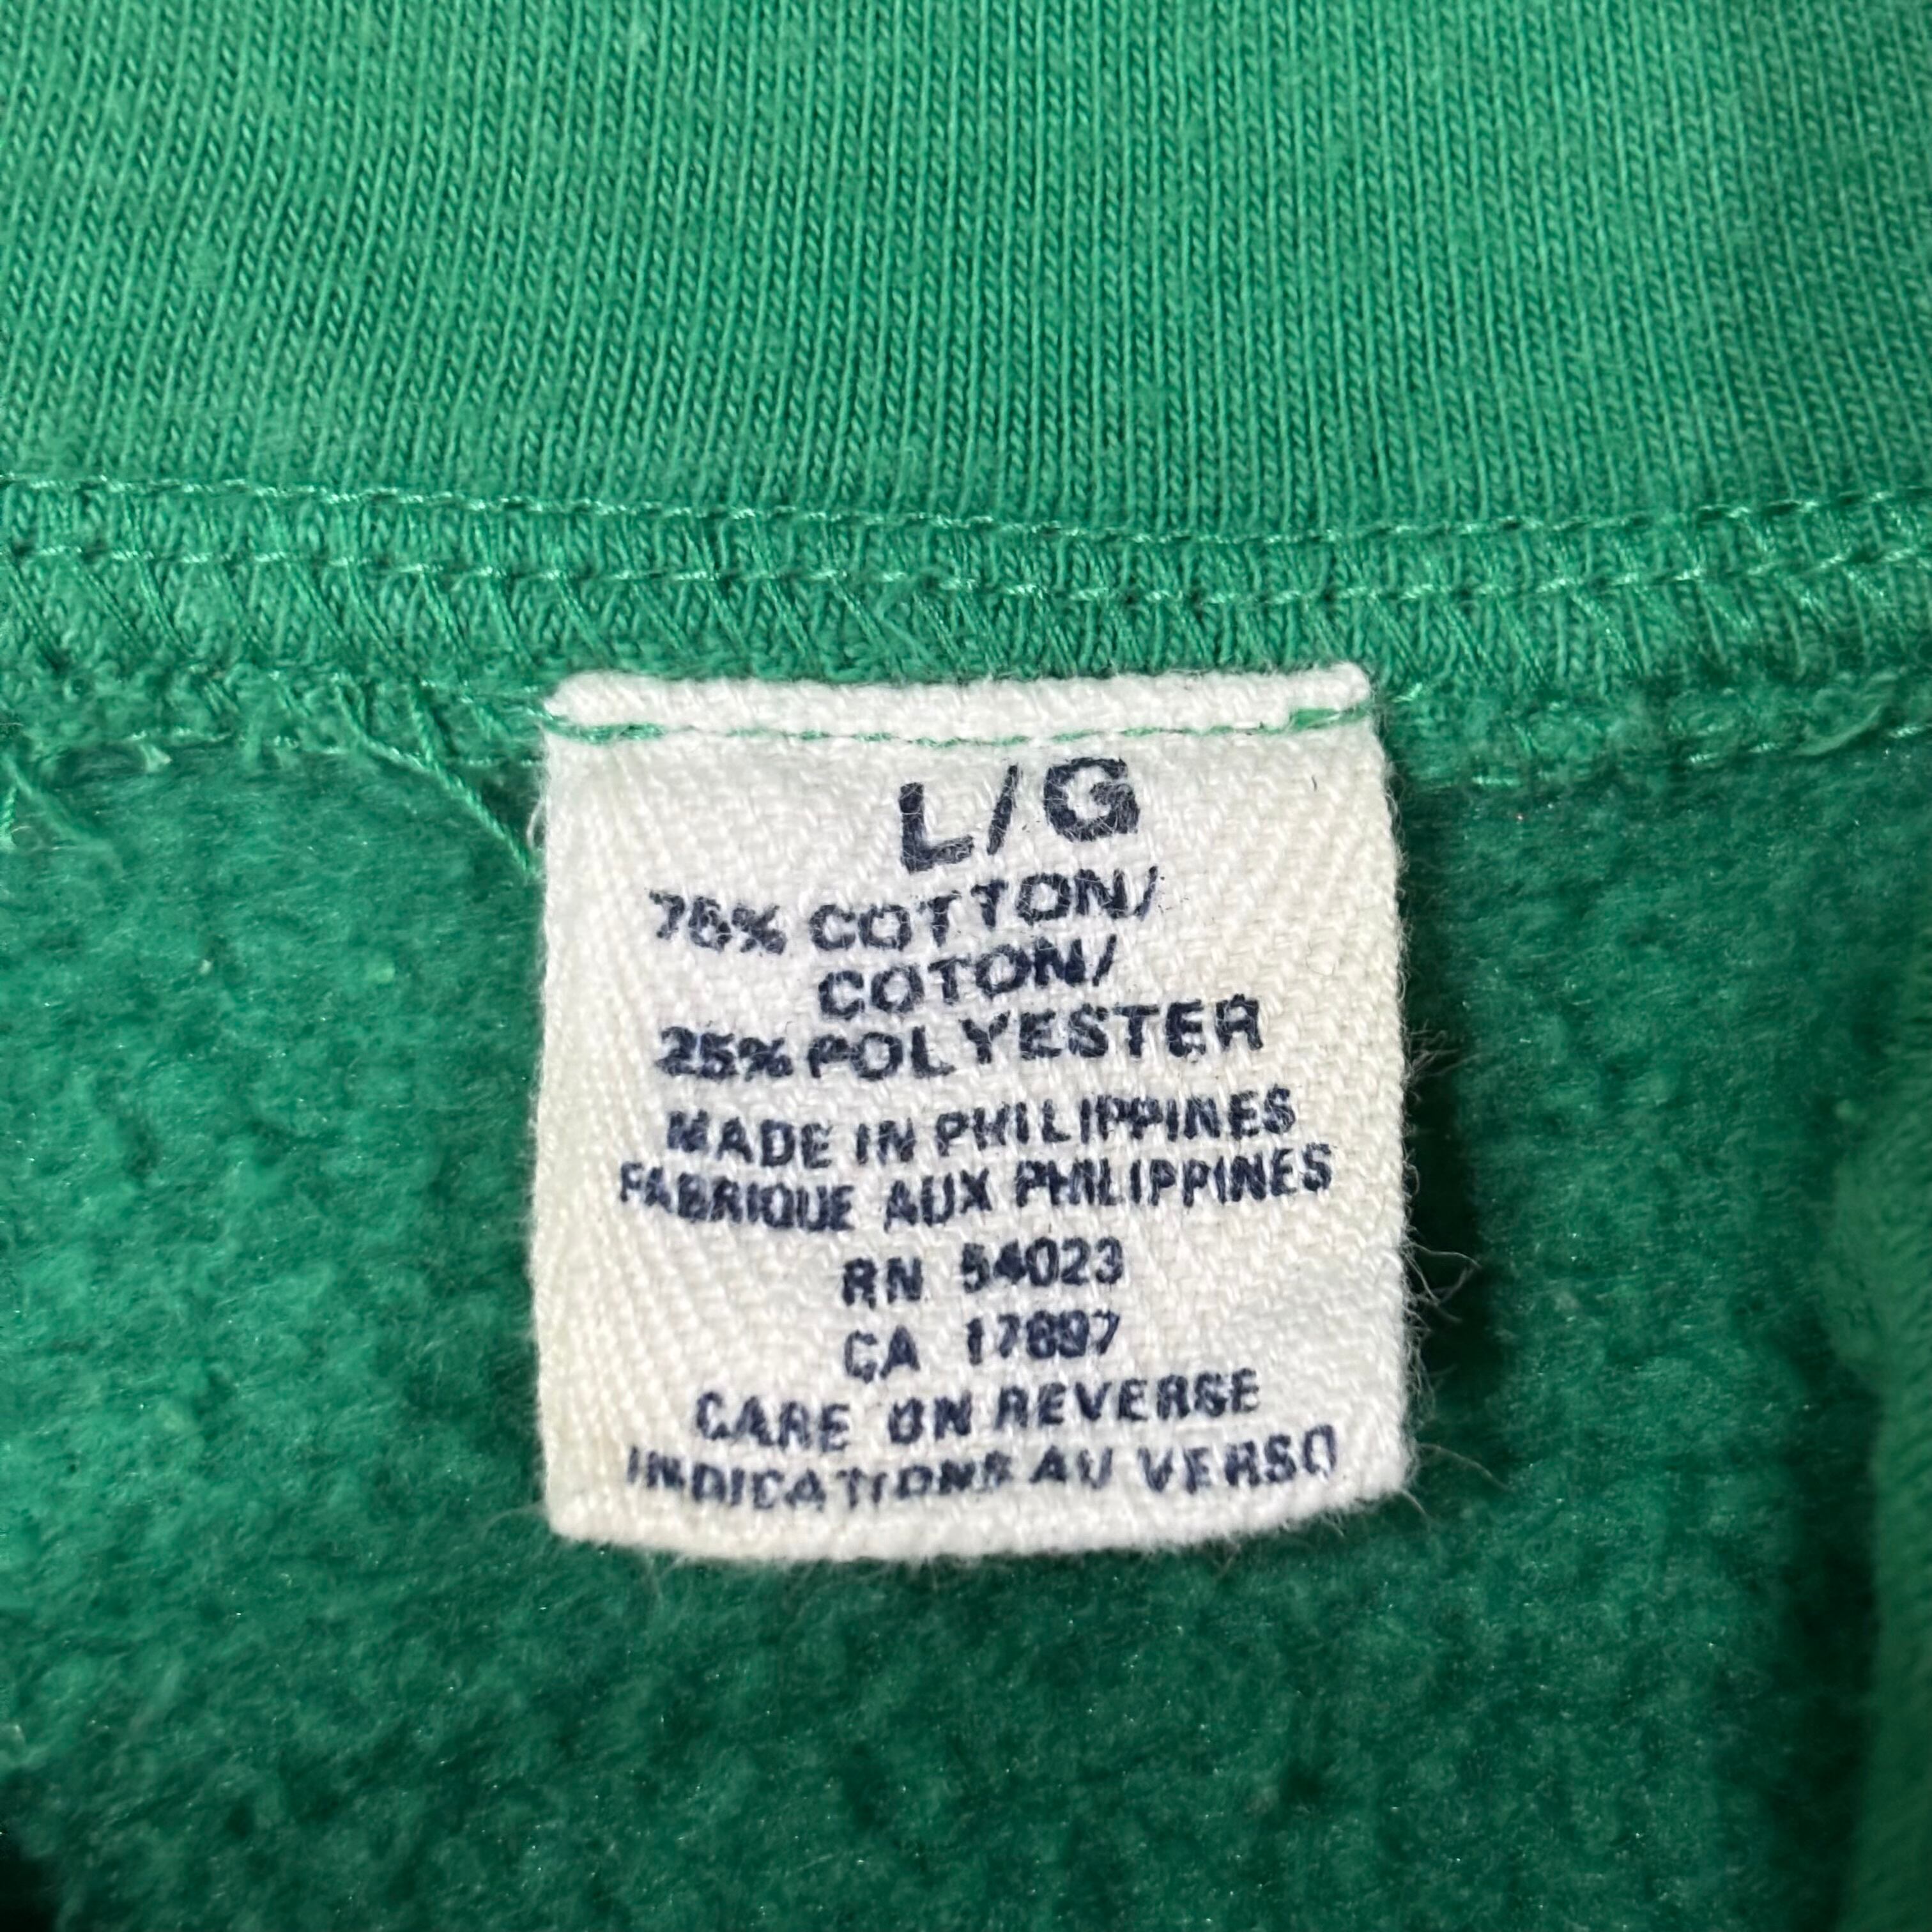 L/G
75% COTTON/
COTON/
25% POLYESTER
MADE IN PHILIPPINES
FABRIQUE AUX PHILIPPINES
RN 54023
CA 17897
CARE ON REVERSE
INDICATIONS AU VERSO